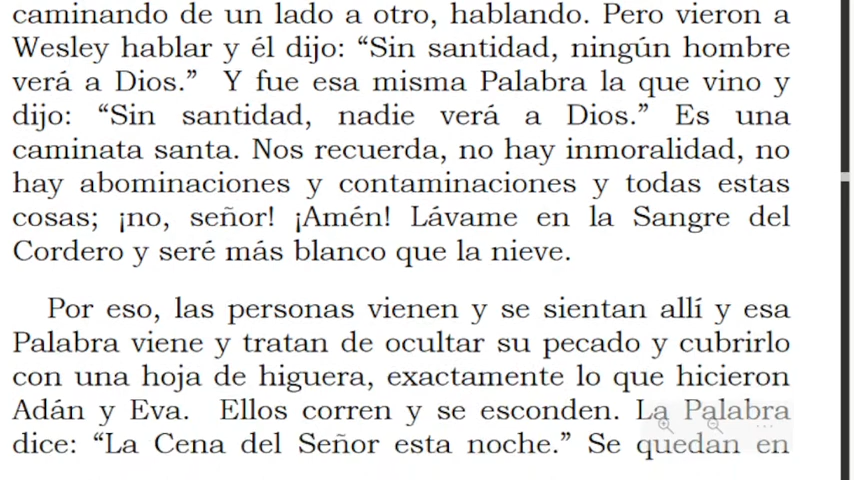 caminando de un lado a otro, hablando. Pero vieron a
Wesley hablar y él dijo: “Sin santidad, ningún hombre
verá a Dios.” Y fue esa misma Palabra la que vino y
dijo: “Sin santidad, nadie verá a Dios.” Es una
caminata santa. Nos recuerda, no hay inmoralidad, no
hay abominaciones y contaminaciones y todas estas
cosas; ¡no, señor! ¡Amén! Lávame en la Sangre del
Cordero y seré más blanco que la nieve.
Por eso, las personas vienen y se sientan allí y esa
Palabra viene y tratan de ocultar su pecado y cubrirlo
con una hoja de higuera, exactamente lo que hicieron
Adán y Eva. Ellos corren y se esconden. La Palabra
dice: “La Cena del Señor esta noche.” Se quedan en